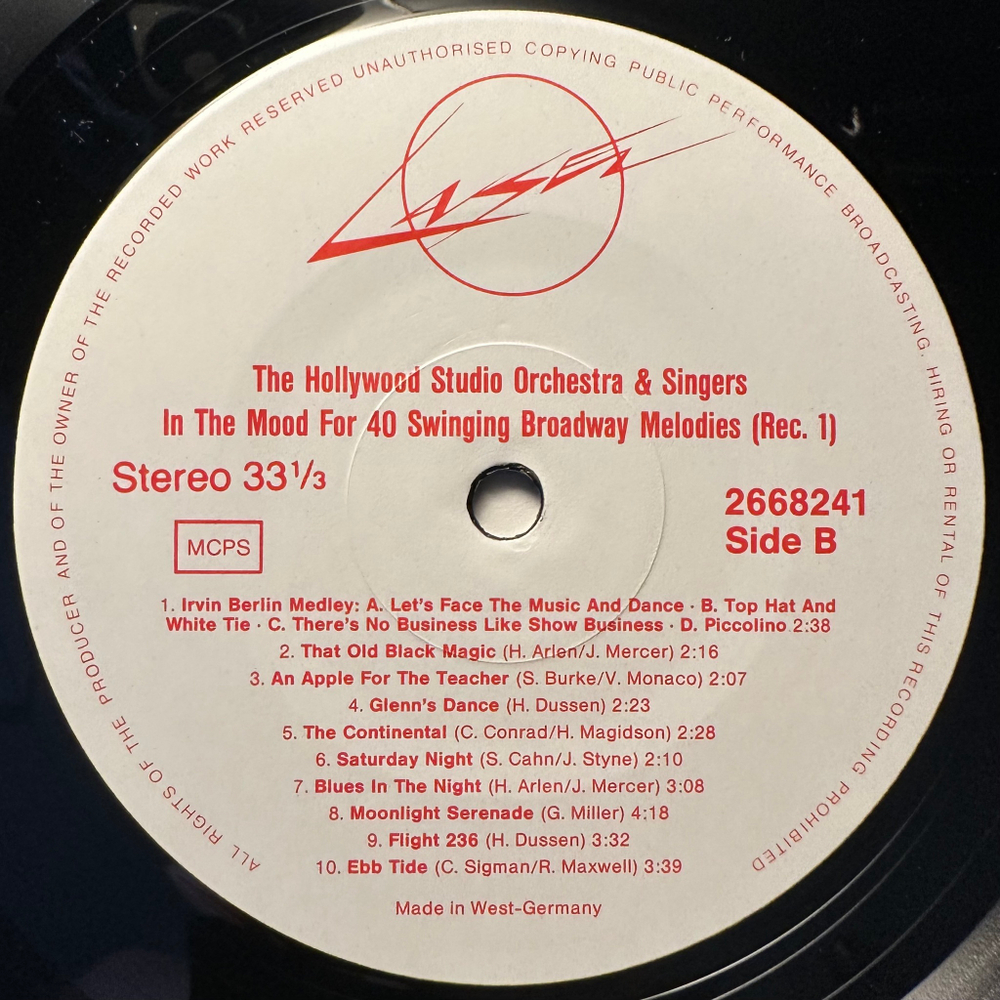 ALL RIGHTS OF THE PRODUCER AND OF THE OWNER OF THE RECORDED WORK RESERVED UNAUTHORISED COPYING PUBLIC PERFORMANCE BROADCASTING. HIRING OR RENTAL OF THIS RECORDING PROHIBITED
LASER
The Hollywood Studio Orchestra & Singers
In The Mood For 40 Swinging Broadway Melodies (Rec. 1)
Stereo 33⅓
MCPS
2668241
Side B
1. Irvin Berlin Medley: A. Let's Face The Music And Dance · B. Top Hat And
White Tie · C. There's No Business Like Show Business · D. Piccolino 2:38
2. That Old Black Magic (H. Arlen/J. Mercer) 2:16
3. An Apple For The Teacher (S. Burke/V. Monaco) 2:07
4. Glenn's Dance (H. Dussen) 2:23
5. The Continental (C. Conrad/H. Magidson) 2:28
6. Saturday Night (S. Cahn/J. Styne) 2:10
7. Blues In The Night (H. Arlen/J. Mercer) 3:08
8. Moonlight Serenade (G. Miller) 4:18
9. Flight 236 (H. Dussen) 3:32
10. Ebb Tide (C. Sigman/R. Maxwell) 3:39
Made in West-Germany